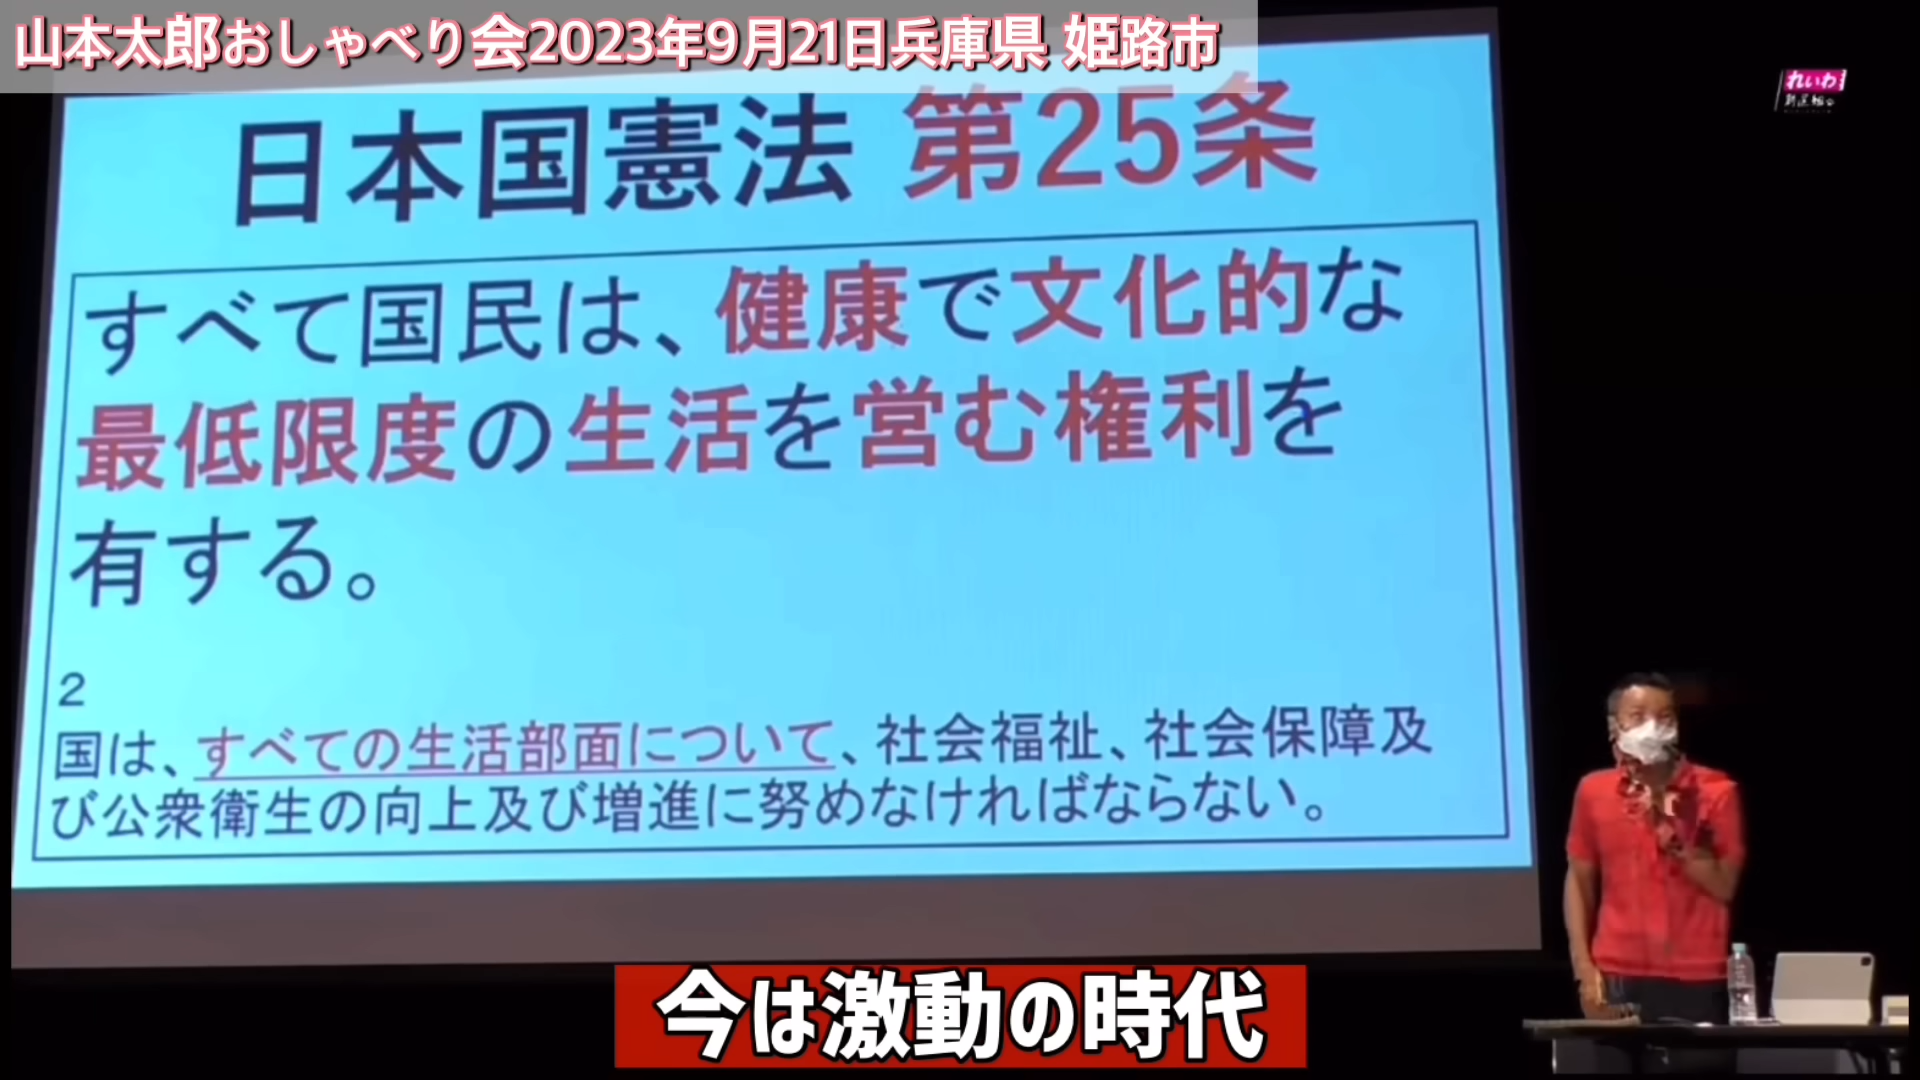 山本太郎おしゃべり会2023年9月21日兵庫県 姫路市
れいわ
新選組
日本国憲法 第25条
すべて国民は、健康で文化的な
最低限度の生活を営む権利を
有する。
2
国は、すべての生活部面について、社会福祉、社会保障及
び公衆衛生の向上及び増進に努めなければならない。
今は激動の時代